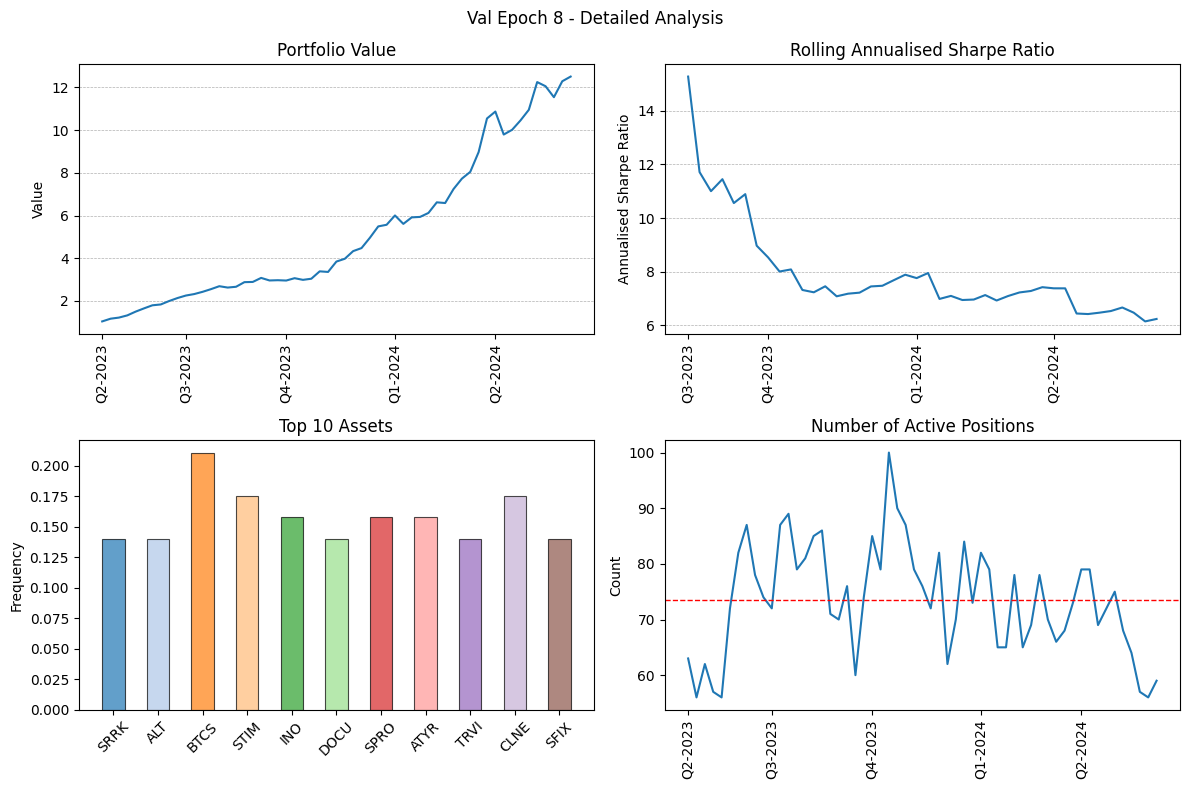 Val Epoch 8 - Detailed Analysis
Portfolio Value
Value
12
10
8
6
4
2
Q2-2023
Q3-2023
Q4-2023
Q1-2024
Q2-2024
Rolling Annualised Sharpe Ratio
Annualised Sharpe Ratio
14
12
10
8
6
Q3-2023
Q4-2023
Q1-2024
Q2-2024
Top 10 Assets
Frequency
0.200
0.175
0.150
0.125
0.100
0.075
0.050
0.025
0.000
SRRK
ALT
BTCS
STIM
INO
DOCU
SPRO
ATYR
TRVI
CLNE
SFIX
Number of Active Positions
Count
100
90
80
70
60
Q2-2023
Q3-2023
Q4-2023
Q1-2024
Q2-2024